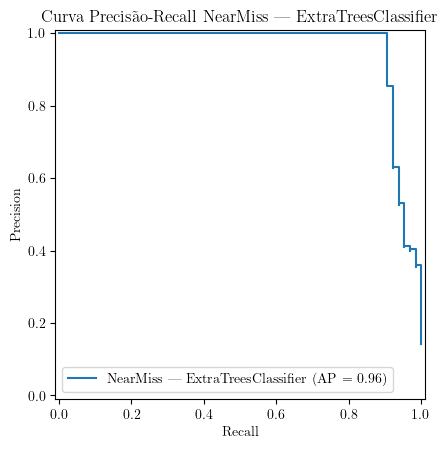 Curva Precisão-Recall NearMiss — ExtraTreesClassifier
1.0
0.8
0.6
0.4
0.2
0.0
Precision
NearMiss — ExtraTreesClassifier (AP = 0.96)
0.0 0.2 0.4 0.6 0.8 1.0
Recall